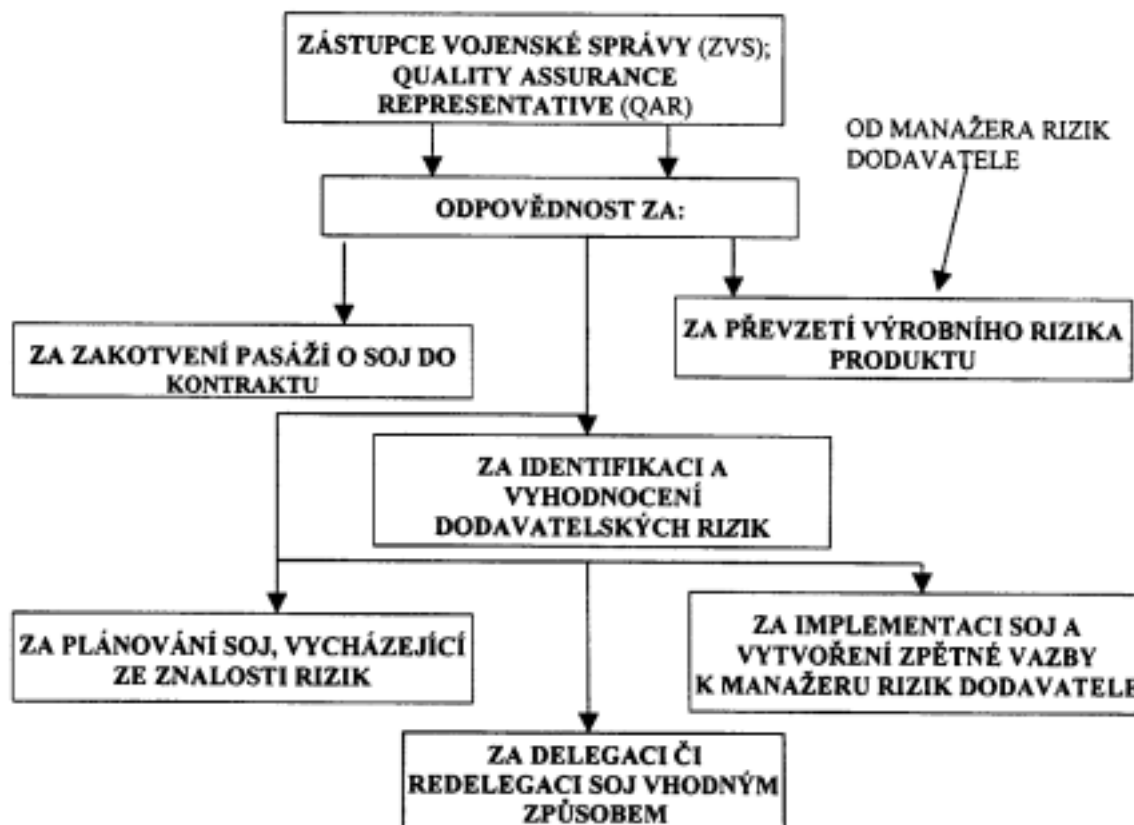 ZÁSTUPCE VOJENSKÉ SPRÁVY (ZVS);
QUALITY ASSURANCE
REPRESENTATIVE (QAR)
OD MANAŽERA RIZIK
DODAVATELE
ODPOVĚDNOST ZA:
ZA ZAKOTVENÍ PASÁŽÍ O SOJ DO
KONTRAKTU
ZA PŘEVZETÍ VÝROBNÍHO RIZIKA
PRODUKTU
ZA IDENTIFIKACI A
VYHODNOCENÍ
DODAVATELSKÝCH RIZIK
ZA PLÁNOVÁNÍ SOJ, VYCHÁZEJÍCÍ
ZE ZNALOSTI RIZIK
ZA IMPLEMENTACI SOJ A
VYTVOŘENÍ ZPĚTNÉ VAZBY
K MANAŽERU RIZIK DODAVATELE
ZA DELEGACI ČI
REDELEGACI SOJ VHODNÝM
ZPŮSOBEM